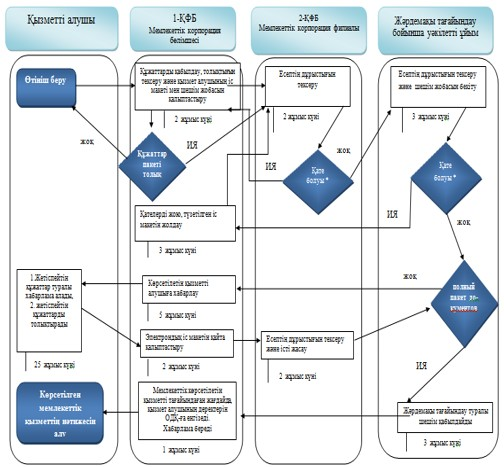 Қызметті алушы
1-ҚФБ
Мемлекеттік корпорация
бөлімшесі
2-ҚФБ
Мемлекеттік корпорация филиалы
Жәрдемақы тағайындау
бойынша уәкілетті ұйым
Өтініш беру
Құжаттарды қабылдау, толықтығын
тексеру және қызмет алушының іс
макеті мен шешім жобасын
қалыптастыру
Есептің дұрыстығын
тексеру
Есептің дұрыстығын тексеру
және шешім жобасын бекіту
2 жұмыс күні
2 жұмыс күні
3 жұмыс күні
жоқ
Құжаттар
пакеті
толық
ИЯ
жоқ
ИЯ
Қате
болуы *
Қате
болуы *
ИЯ
жоқ
Қателерді жою, түзетілген іс
макетін жолдау
3 жұмыс күні
1.Жетіспейтін
құжаттар туралы
хабарлама алады,
2. жетіспейтін
құжаттарды
толықтырады
25 жұмыс күні
Көрсетілетін қызметті
алушыға хабарлау
5 жұмыс күні
жоқ
полный
пакет до-
кументов
Электрондық іс макетін қайта
қалыптастыру
2 жұмыс күні
Есептің дұрыстығын тексеру
және істі жасау
2 жұмыс күні
ИЯ
Көрсетілген
мемлекеттік
қызметтің нәтижесін
алу
Мемлекеттік көрсетілетін
қызметті тағайындаған жағдайда,
қызмет алушының деректерін
ОДҚ-ға енгізеді.
Хабарлама береді
1 жұмыс күні
Жәрдемақы тағайындау туралы
шешім қабылдайды
3 жұмыс күні